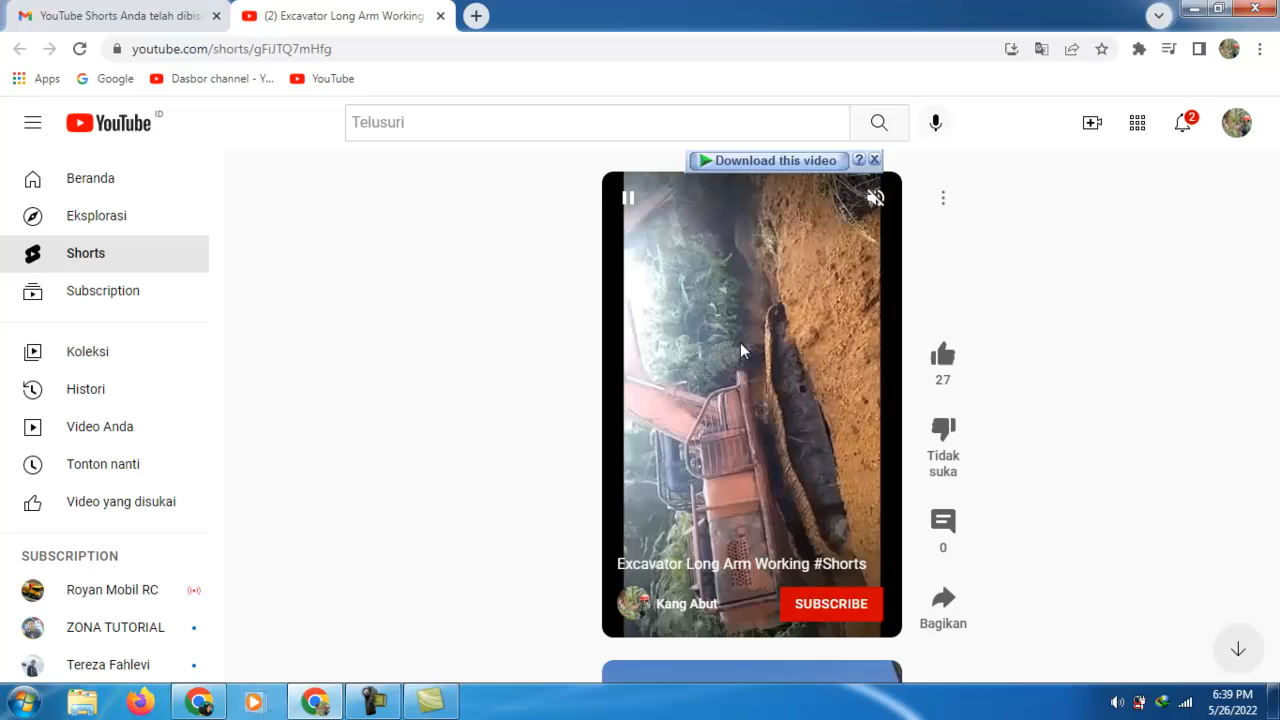 YouTube Shorts Anda telah dibis
(2) Excavator Long Arm Working
youtube.com/shorts/gFiJTQ7mHfg
Apps
Google
Dasbor channel - Y...
YouTube
YouTube ID
Telusuri
2
Download this video
Beranda
Eksplorasi
Shorts
Subscription
Koleksi
Histori
Video Anda
Tonton nanti
Video yang disukai
SUBSCRIPTION
Royan Mobil RC
ZONA TUTORIAL
Tereza Fahlevi
27
Tidak
suka
0
Bagikan
Excavator Long Arm Working #Shorts
Kang Abut
SUBSCRIBE
6:39 PM
5/26/2022